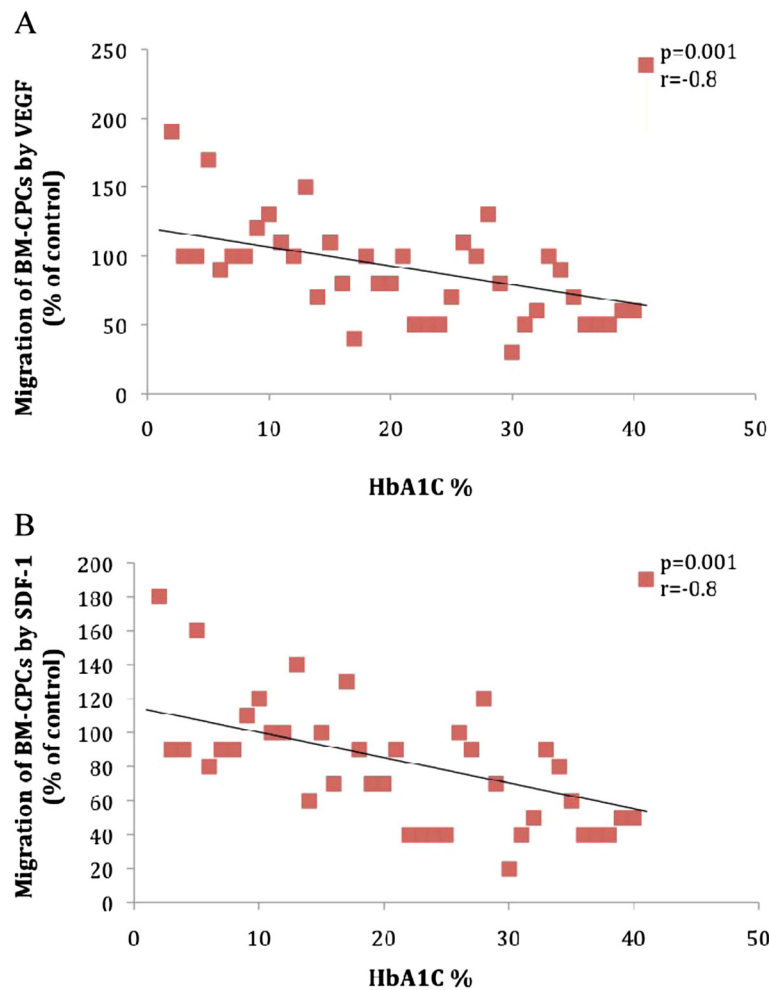 A
250
200
150
100
50
0
0 10 20 30 40 50
Migration of BM-CPCs by VEGF
(% of control)
HbA1C %
p=0.001
r=-0.8
B
200
180
160
140
120
100
80
60
40
20
0
0 10 20 30 40 50
Migration of BM-CPCs by SDF-1
(% of control)
HbA1C %
p=0.001
r=-0.8